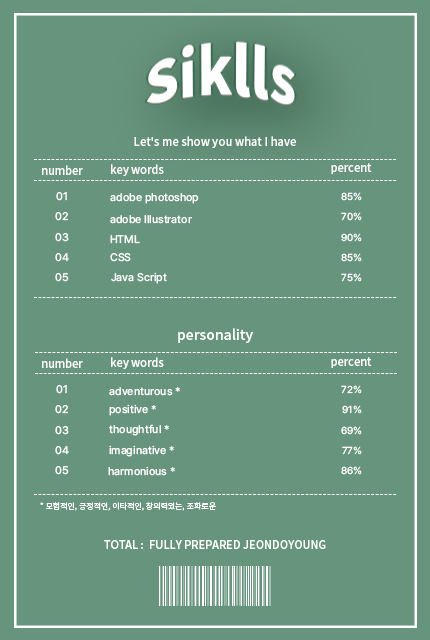 siklls
Let's me show you what I have
number key words percent
01 adobe photoshop 85%
02 adobe Illustrator 70%
03 HTML 90%
04 CSS 85%
05 Java Script 75%
personality
number key words percent
01 adventurous * 72%
02 positive * 91%
03 thoughtful * 69%
04 imaginative * 77%
05 harmonious * 86%
* 모험적인, 긍정적인, 이타적인, 창의력있는, 조화로운
TOTAL : FULLY PREPARED JEONDOYOUNG